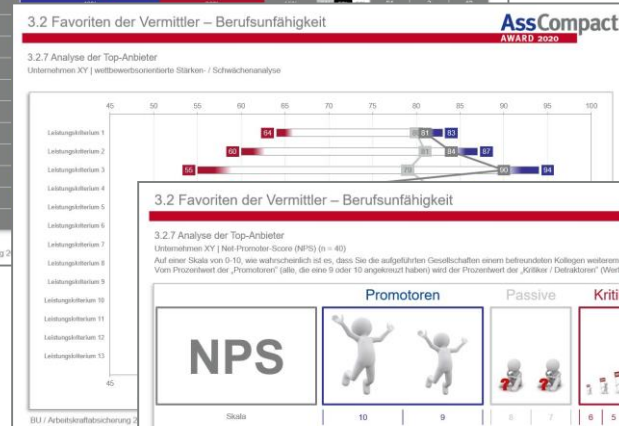 3.2 Favoriten der Vermittler – Berufsunfähigkeit
AssCompact
AWARD 2020
3.2.7 Analyse der Top-Anbieter
Unternehmen XY | wettbewerbsorientierte Stärken- / Schwächenanalyse
45 50 55 60 65 70 75 80 85 90 95 100
Leistungskriterium 1 64 81 83
Leistungskriterium 2 60 81 84 87
Leistungskriterium 3 55 79 90 94
Leistungskriterium 4
Leistungskriterium 5
Leistungskriterium 6
Leistungskriterium 7
Leistungskriterium 8
Leistungskriterium 9
Leistungskriterium 10
Leistungskriterium 11
Leistungskriterium 12
Leistungskriterium 13
45
BU / Arbeitskraftabsicherung 2
3.2 Favoriten der Vermittler – Berufsunfähigkeit
3.2.7 Analyse der Top-Anbieter
Unternehmen XY | Net-Promoter-Score (NPS) (n = 40)
Auf einer Skala von 0-10, wie wahrscheinlich ist es, dass Sie die aufgeführten Gesellschaften einem befreundeten Kollegen weiterem
Vom Prozentwert der „Promotoren" (alle, die eine 9 oder 10 angekreuzt haben) wird der Prozentwert der „Kritiker / Detraktoren" (Wert
Promotoren Passive Kriti
NPS
Skala 10 9 8 7 6 5